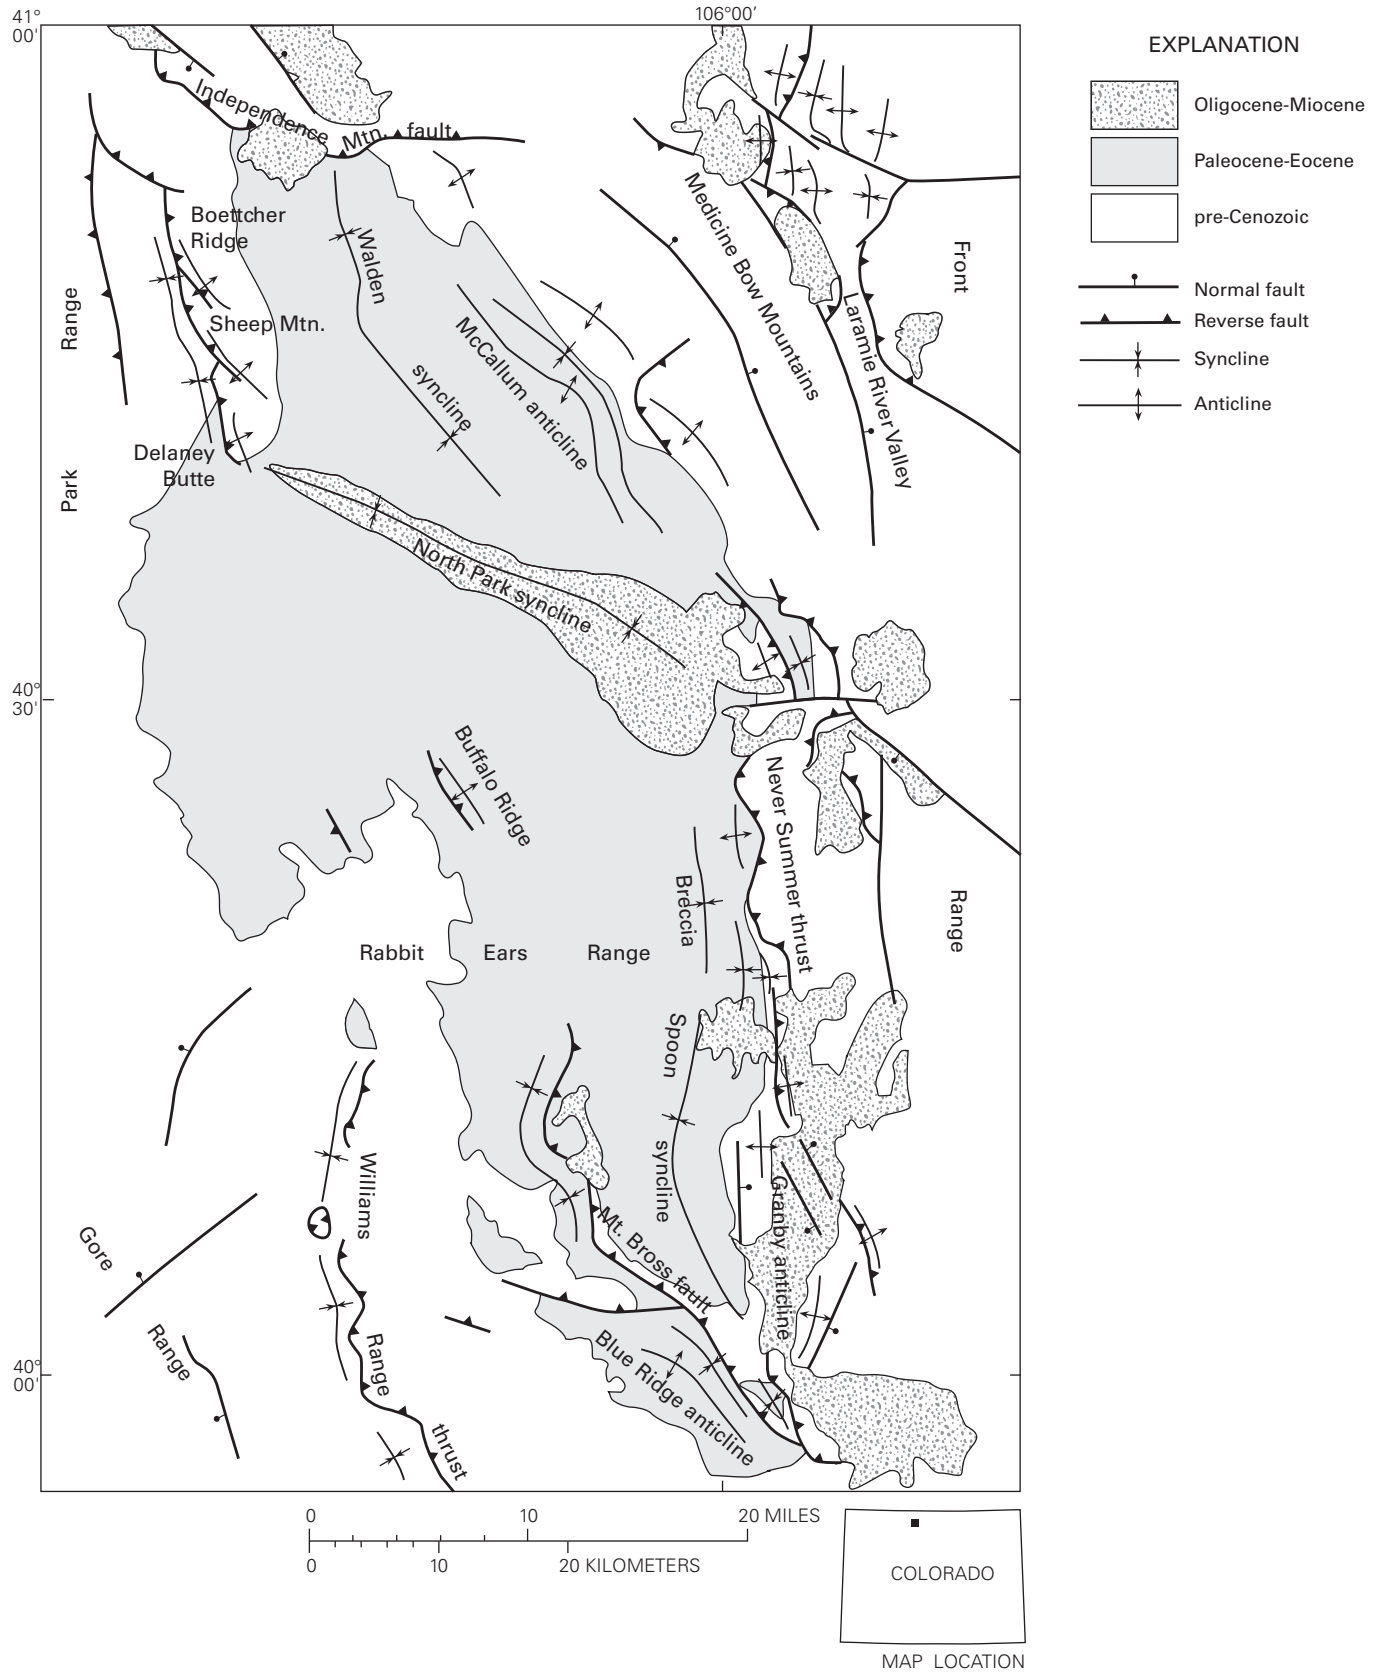 41°
00'
106°00'
EXPLANATION
Oligocene-Miocene
Paleocene-Eocene
pre-Cenozoic
Normal fault
Reverse fault
Syncline
Anticline
Independence Mtn. fault
Boettcher
Ridge
Walden
syncline
Sheep Mtn.
McCallum anticline
Medicine Bow Mountains
Laramie River Valley
Front
Range
Park
Range
Delaney
Butte
North Park syncline
40°
30'
Buffalo Ridge
Never Summer thrust
Breccia
Spoon
syncline
Rabbit Ears Range
Range
Williams
Range
thrust
Gore
Range
Mt. Bross fault
Granby anticline
Blue Ridge anticline
40°
00'
0 10 20 MILES
0 10 20 KILOMETERS
COLORADO
MAP LOCATION